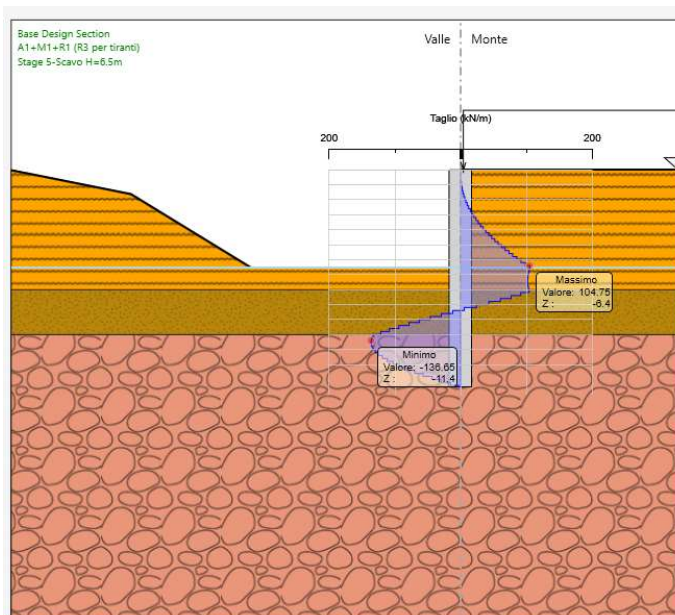 Base Design Section
A1+M1+R1 (R3 per tiranti)
Stage 5-Scavo H=6.5m
Valle Monte
Taglio (kN/m)
200 200
Massimo
Valore: 104.75
Z : -6.4
Minimo
Valore: -136.65
Z : -11.4